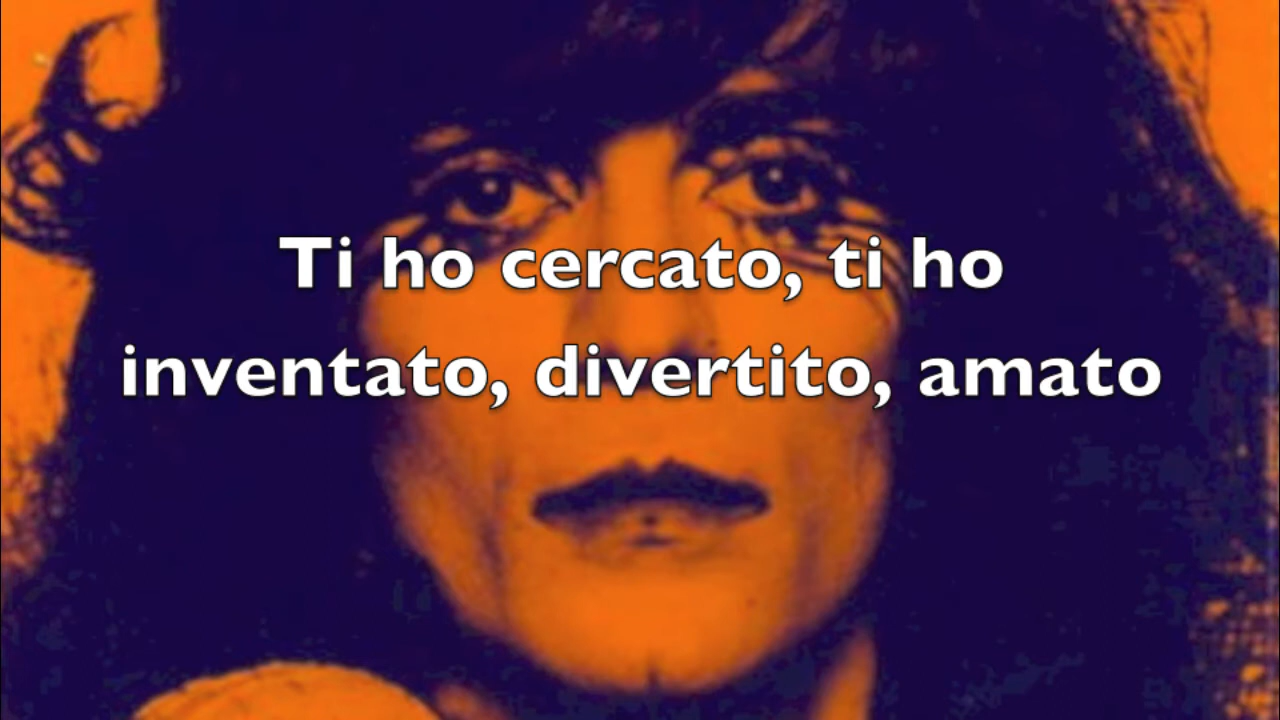 Ti ho cercato, ti ho
inventato, divertito, amato